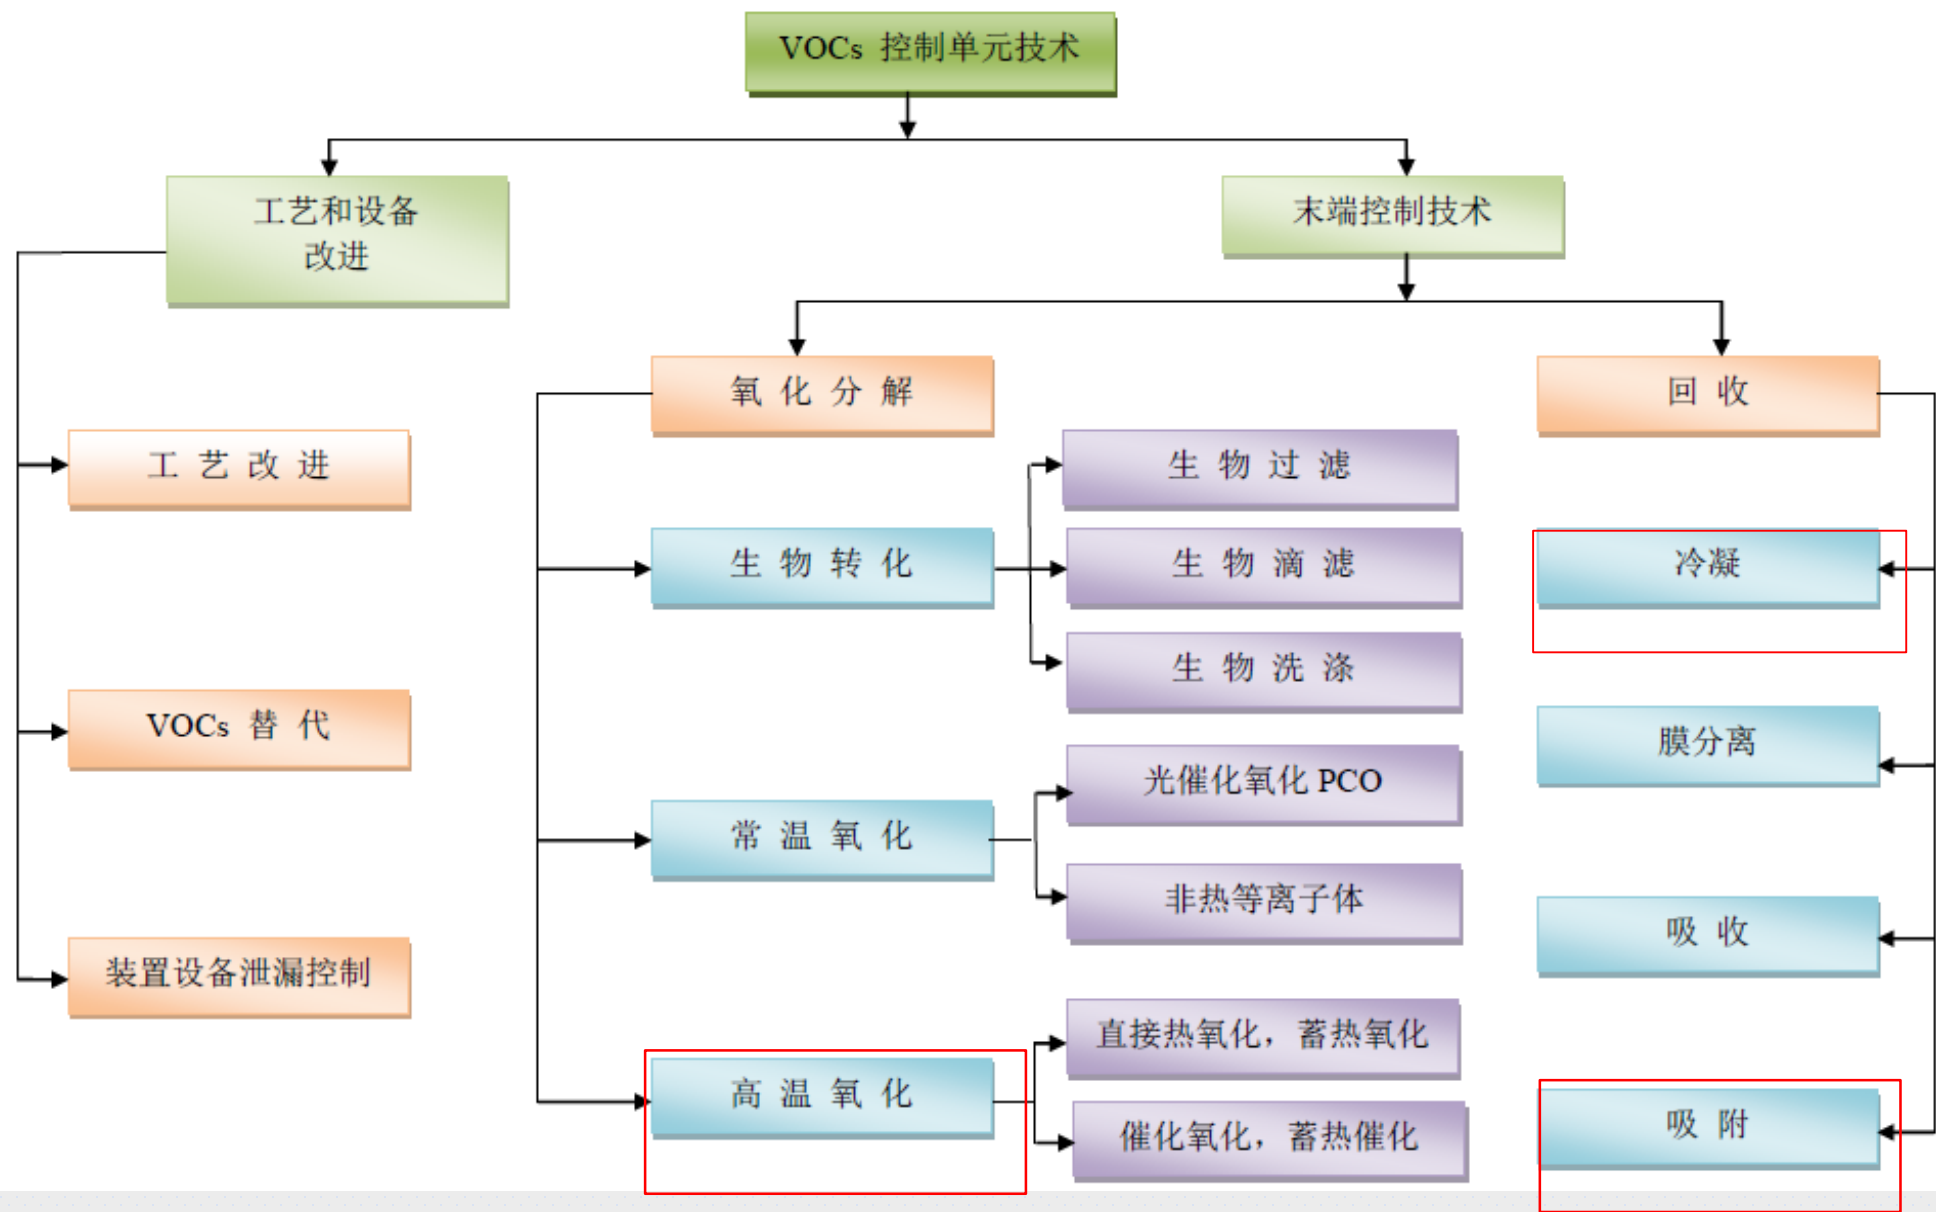 VOCs 控制单元技术
工艺和设备
改进
末端控制技术
氧化分解
回收
工艺改进
生物过滤
生物转化
生物滴滤
冷凝
生物洗涤
VOCs 替代
膜分离
光催化氧化 PCO
常温氧化
非热等离子体
吸收
装置设备泄漏控制
直接热氧化，蓄热氧化
高温氧化
催化氧化，蓄热催化
吸附